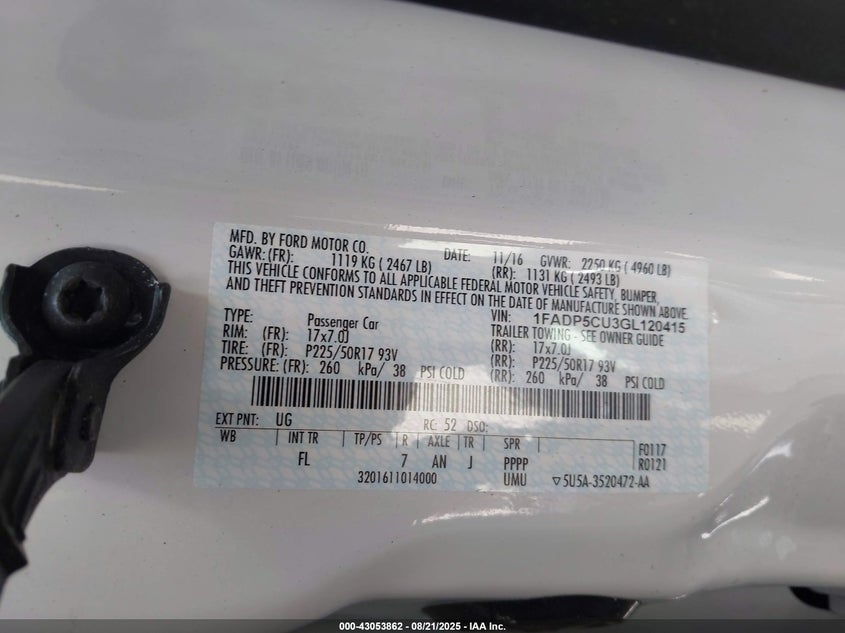 MFD. BY FORD MOTOR CO.
DATE: 11/16 GVWR: 2250 KG ( 4960 LB)
GAWR: (FR): 1119 KG ( 2467 LB) (RR): 1131 KG ( 2493 LB)
THIS VEHICLE CONFORMS TO ALL APPLICABLE FEDERAL MOTOR VEHICLE SAFETY, BUMPER,
AND THEFT PREVENTION STANDARDS IN EFFECT ON THE DATE OF MANUFACTURE SHOWN ABOVE.
VIN: 1FADP5CU3GL120415
TYPE: Passenger Car TRAILER TOWING - SEE OWNER GUIDE
RIM: (FR): 17x7.0J (RR): 17x7.0J
TIRE: (FR): P225/50R17 93V (RR): P225/50R17 93V
PRESSURE: (FR): 260 kPa/ 38 PSI COLD (RR): 260 kPa/ 38 PSI COLD
EXT PNT: UG RC: 52 DSO:
WB INT TR TP/PS R AXLE TR SPR F0117
FL 7 AN J PPPP R0121
3201611014000 UMU ▽5U5A-3520472-AA
000-43053862 - 08/21/2025 - IAA Inc.